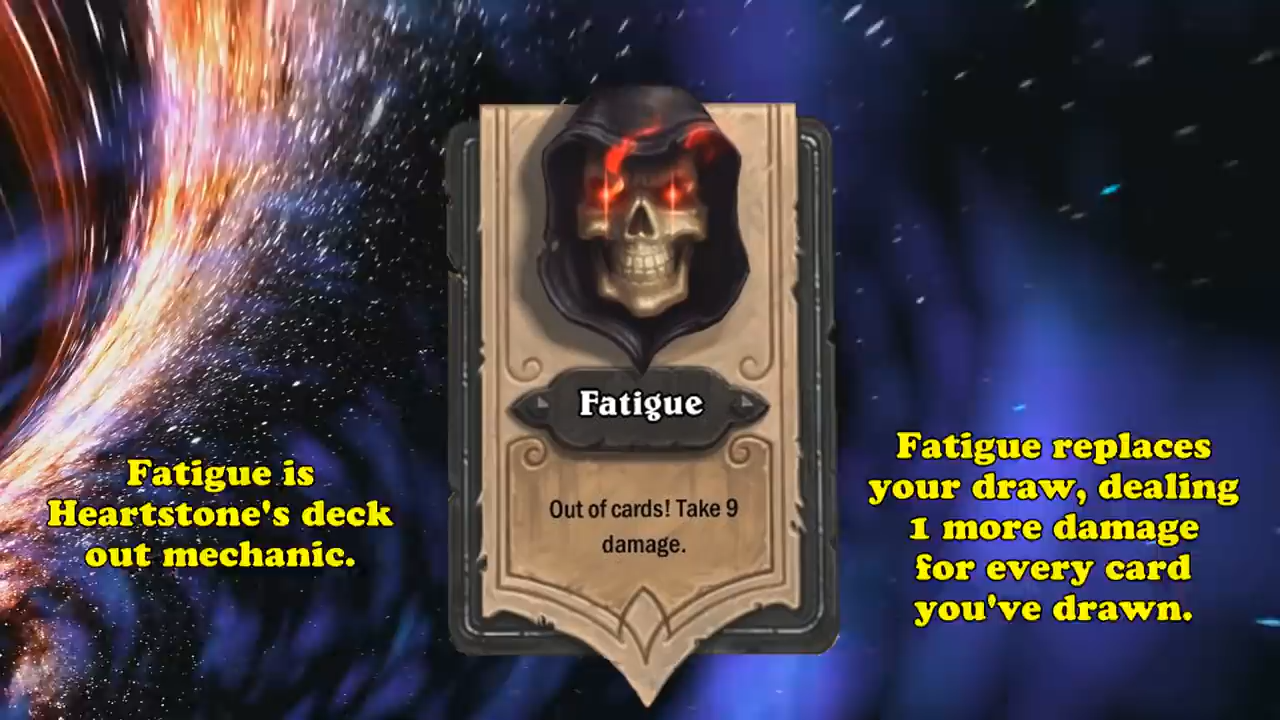 Fatigue is
Heartstone's deck
out mechanic.
Fatigue
Out of cards! Take 9
damage.
Fatigue replaces
your draw, dealing
1 more damage
for every card
you've drawn.